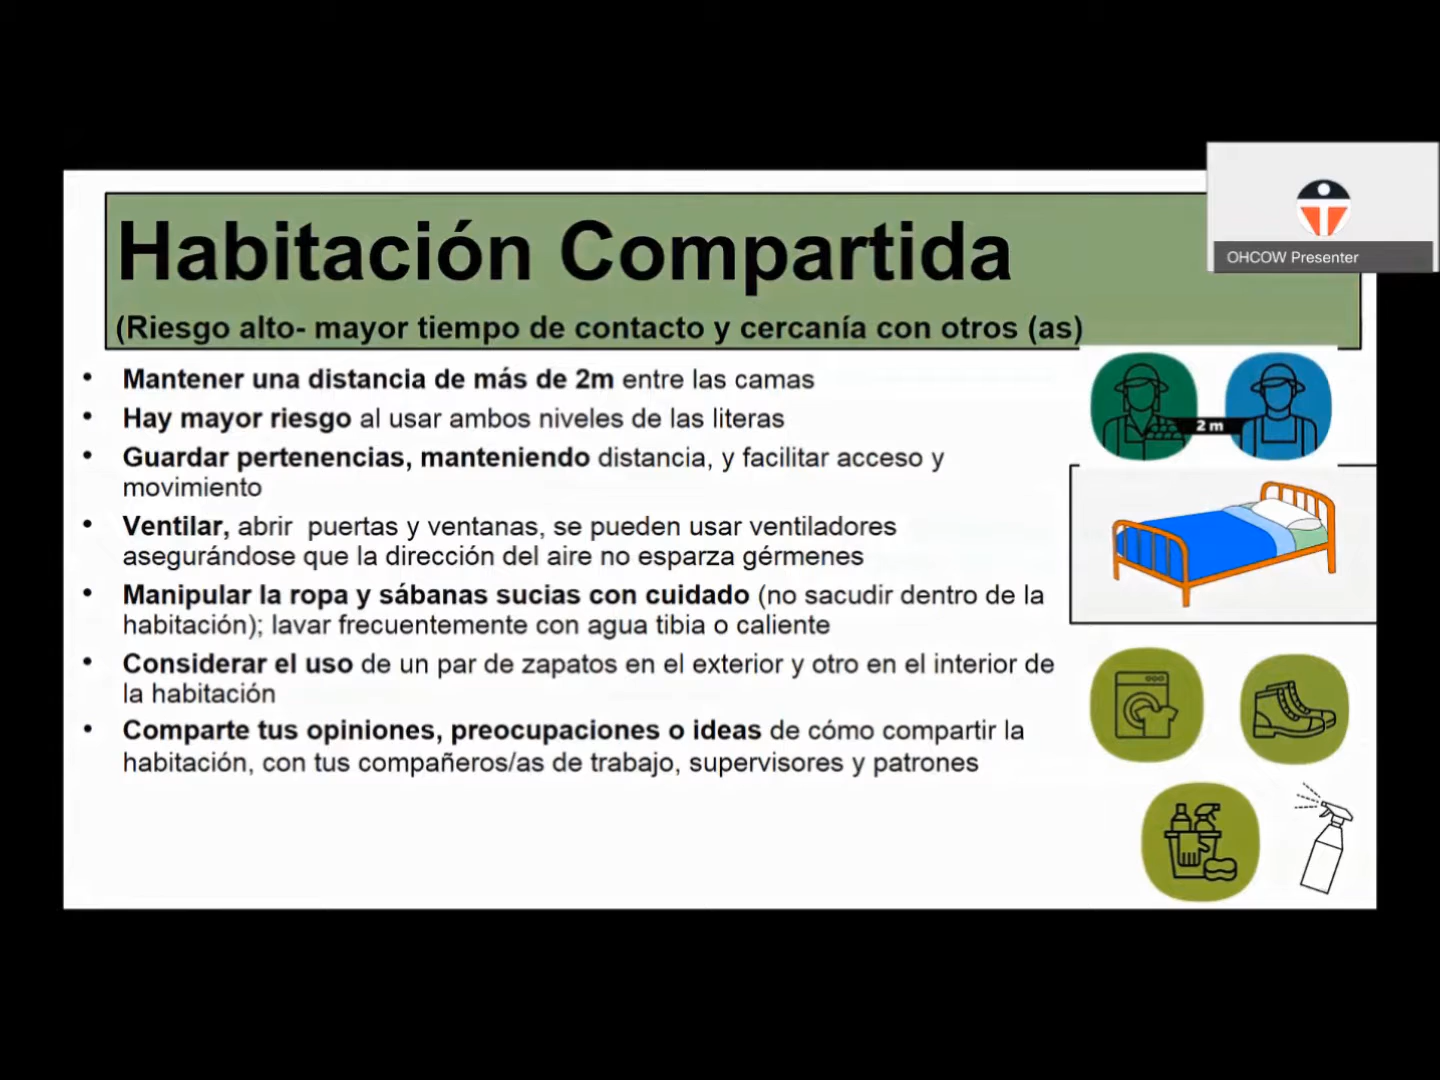 Habitación Compartida
(Riesgo alto- mayor tiempo de contacto y cercanía con otros (as)
OHCOW Presenter
• Mantener una distancia de más de 2m entre las camas
• Hay mayor riesgo al usar ambos niveles de las literas
• Guardar pertenencias, manteniendo distancia, y facilitar acceso y
movimiento
• Ventilar, abrir  puertas y ventanas, se pueden usar ventiladores
asegurándose que la dirección del aire no esparza gérmenes
• Manipular la ropa y sábanas sucias con cuidado (no sacudir dentro de la
habitación); lavar frecuentemente con agua tibia o caliente
• Considerar el uso de un par de zapatos en el exterior y otro en el interior de
la habitación
• Comparte tus opiniones, preocupaciones o ideas de cómo compartir la
habitación, con tus compañeros/as de trabajo, supervisores y patrones
2 m